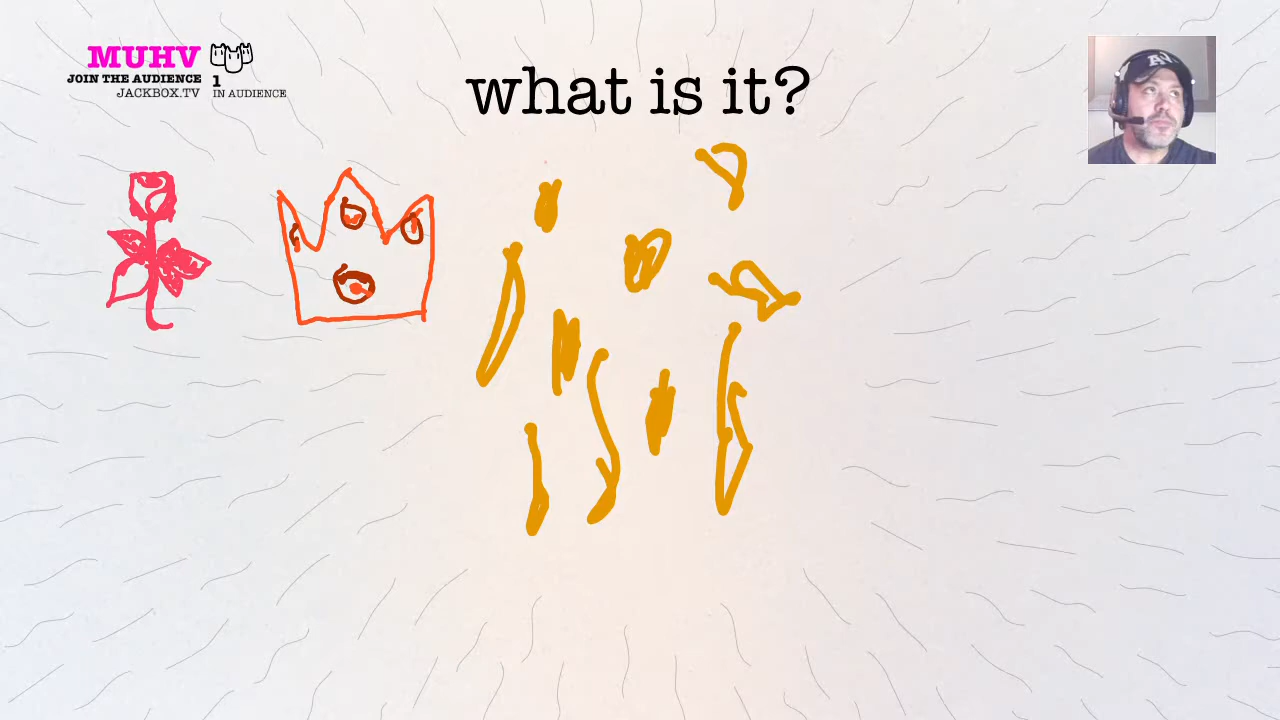 MUHV
JOIN THE AUDIENCE
JACKBOX.TV
1
IN AUDIENCE
what is it?